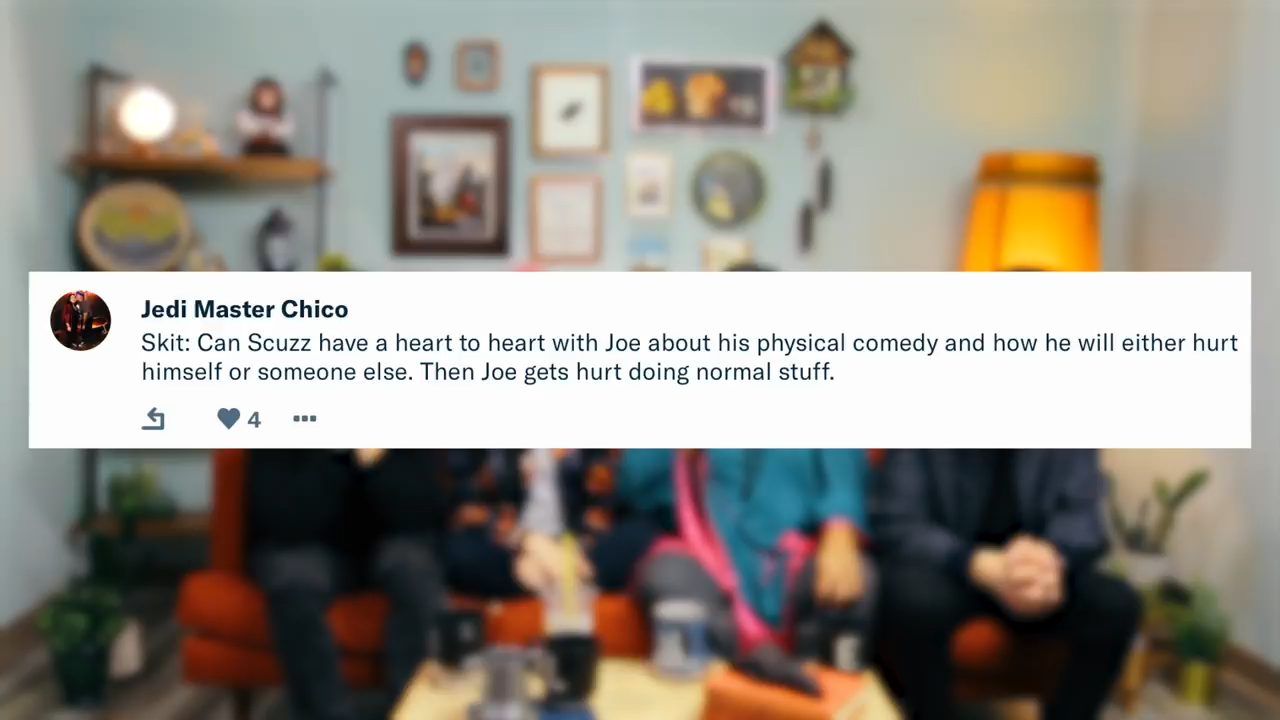 Jedi Master Chico
Skit: Can Scuzz have a heart to heart with Joe about his physical comedy and how he will either hurt
himself or someone else. Then Joe gets hurt doing normal stuff.
4